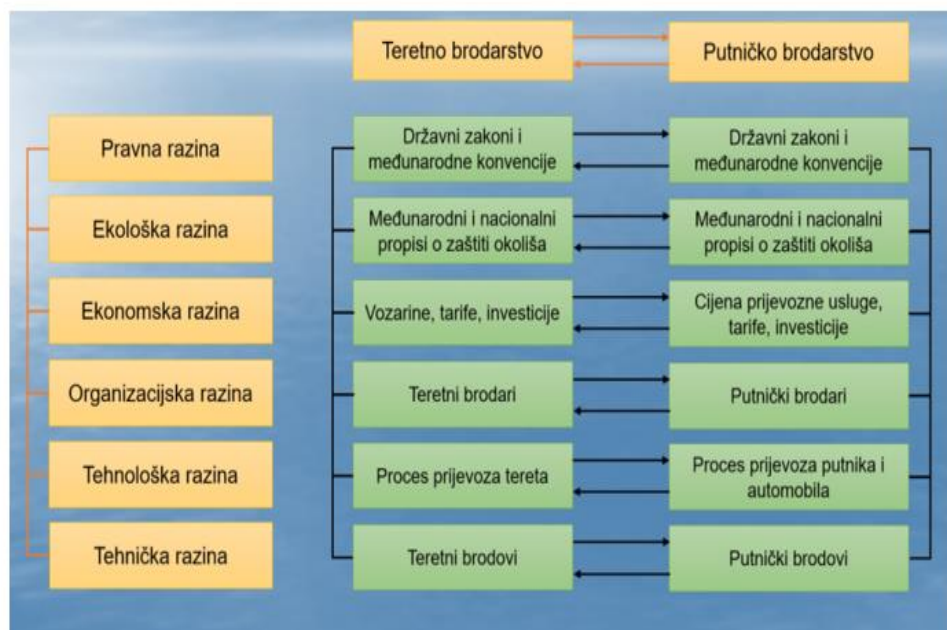 Teretno brodarstvo
Putničko brodarstvo
Pravna razina
Državni zakoni i
međunarodne konvencije
Državni zakoni i
međunarodne konvencije
Ekološka razina
Međunarodni i nacionalni
propisi o zaštiti okoliša
Međunarodni i nacionalni
propisi o zaštiti okoliša
Ekonomska razina
Vozarine, tarife, investicije
Cijena prijevozne usluge,
tarife, investicije
Organizacijska razina
Teretni brodari
Putnički brodari
Tehnološka razina
Proces prijevoza tereta
Proces prijevoza putnika i
automobila
Tehnička razina
Teretni brodovi
Putnički brodovi